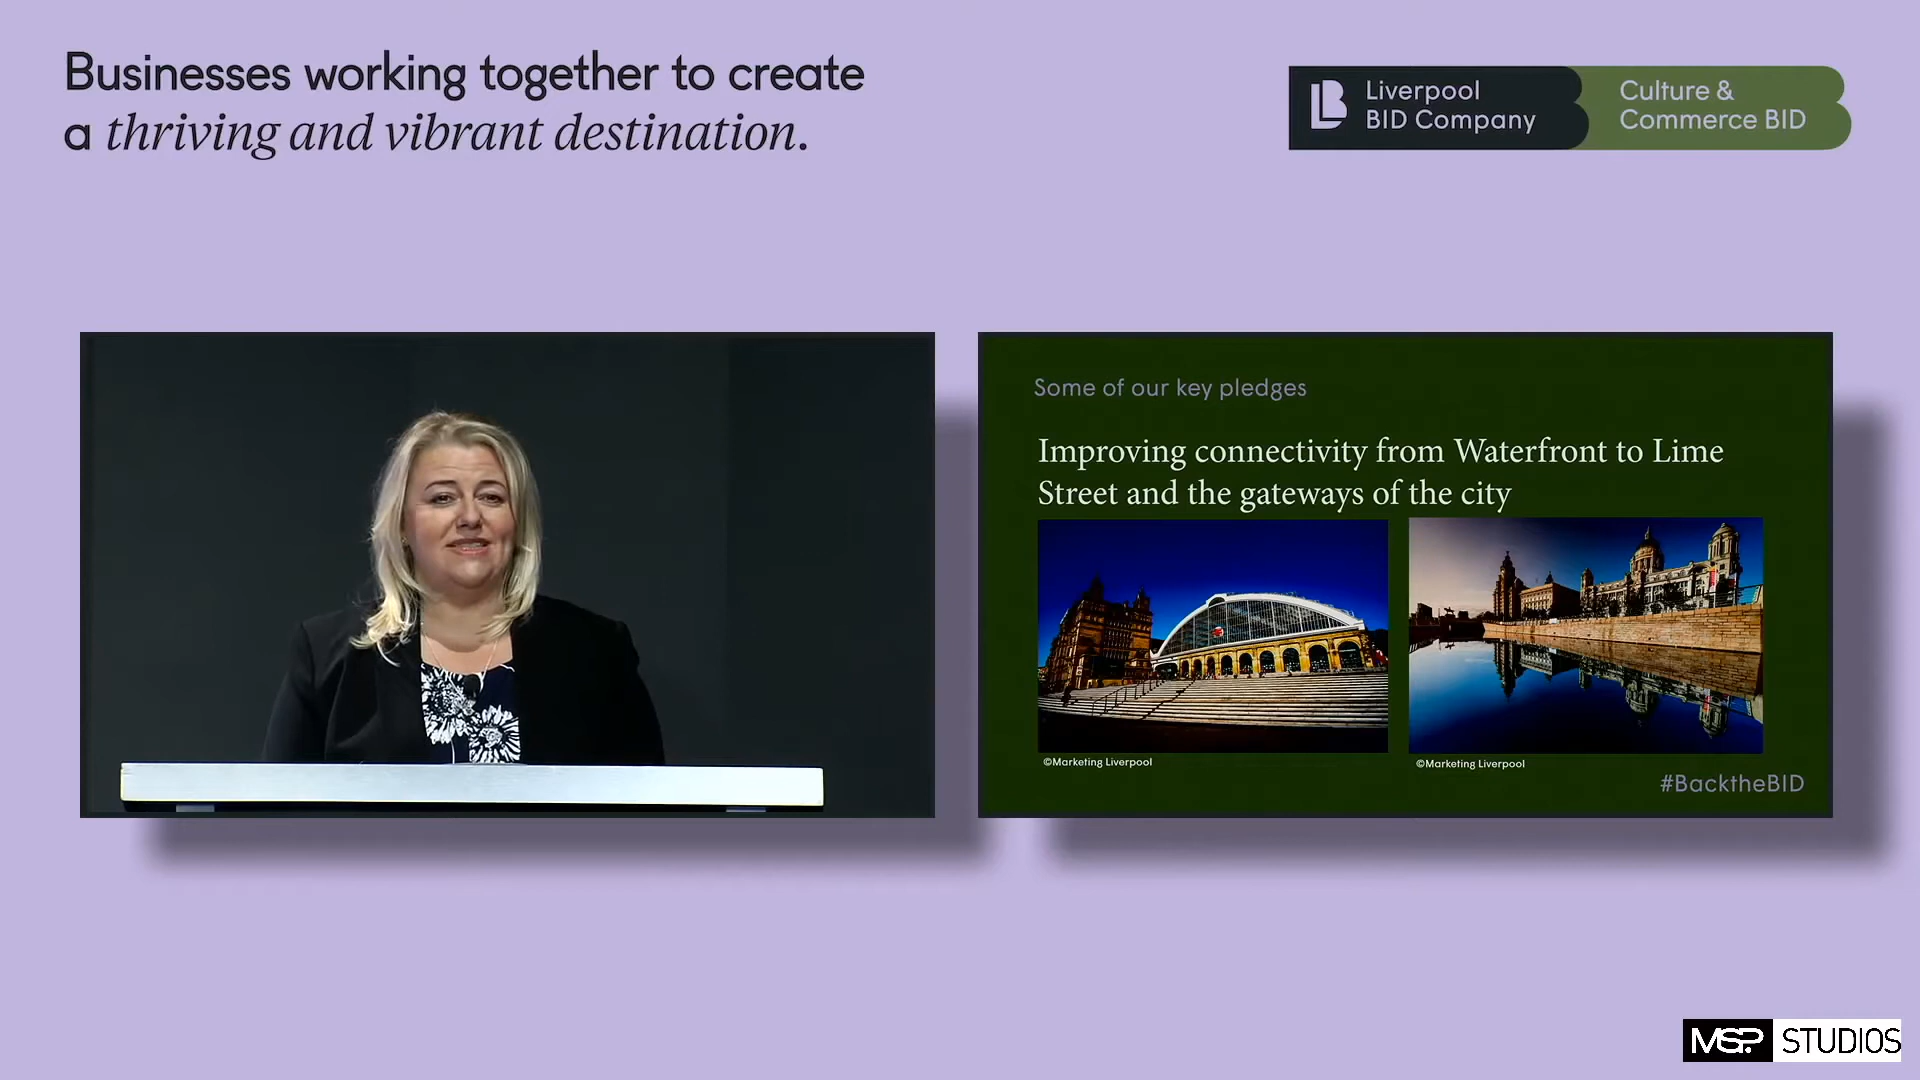 Businesses working together to create
a thriving and vibrant destination.
Liverpool
BID Company
Culture &
Commerce BID
Some of our key pledges
Improving connectivity from Waterfront to Lime
Street and the gateways of the city
©Marketing Liverpool
©Marketing Liverpool
#BacktheBID
MSP. STUDIOS